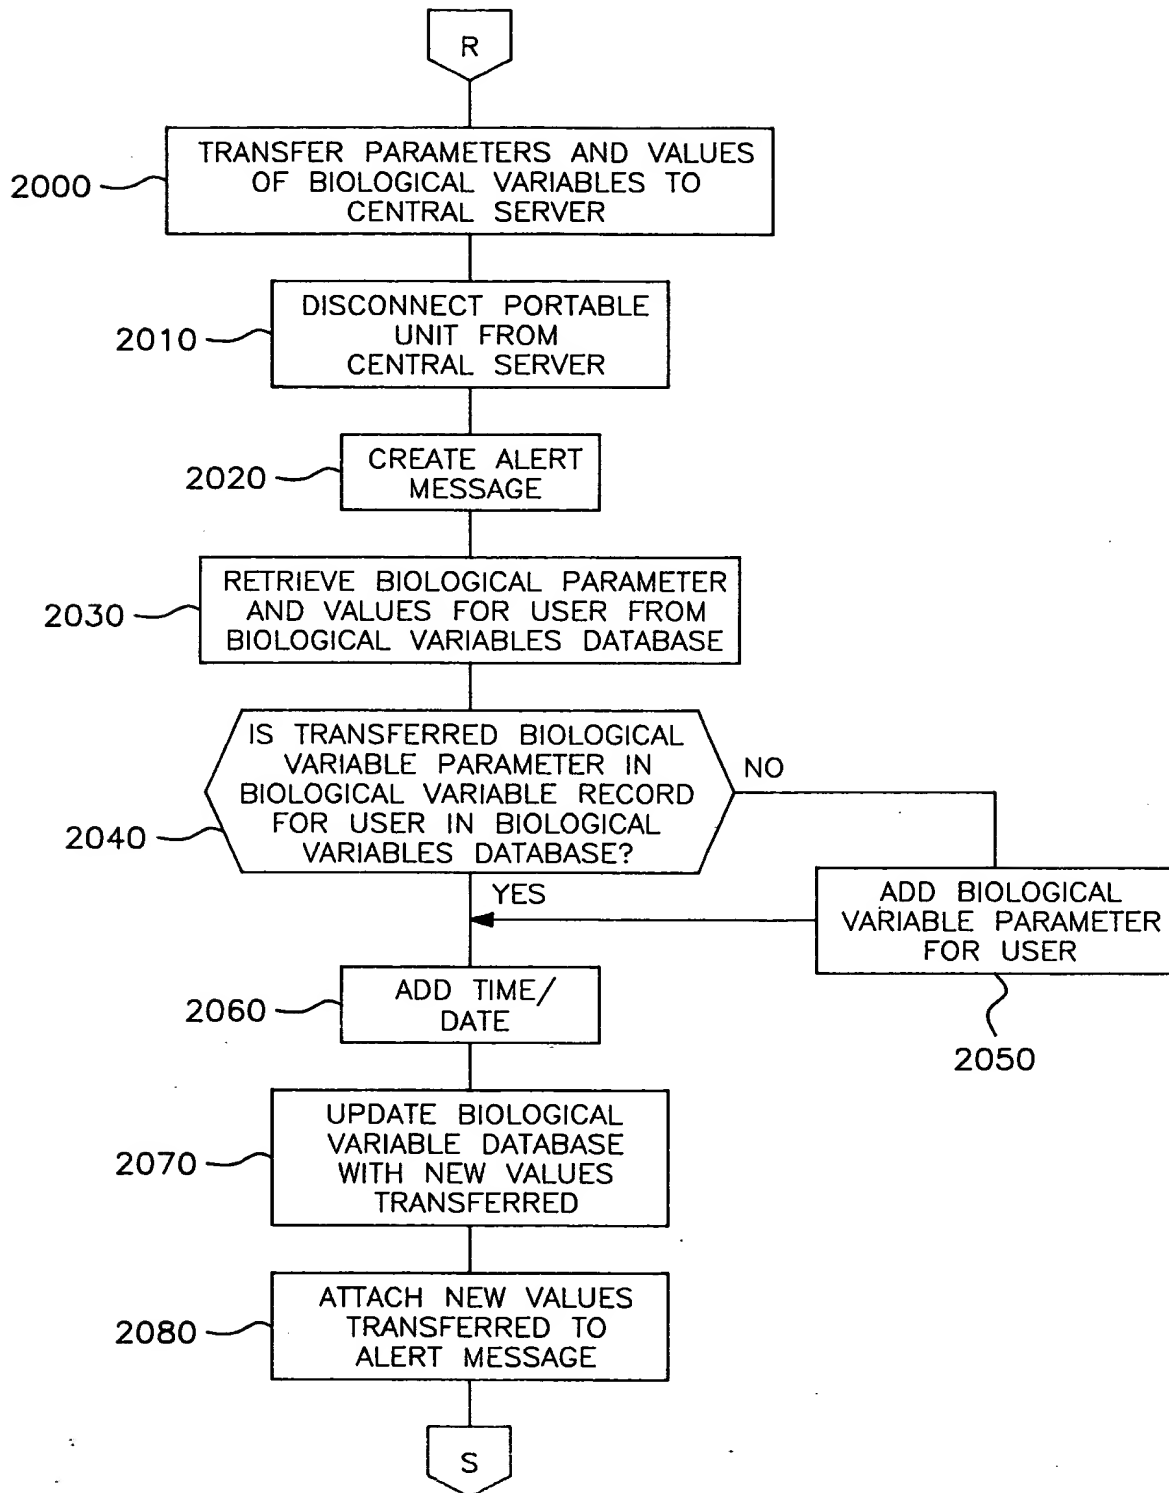 R
TRANSFER PARAMETERS AND VALUES
OF BIOLOGICAL VARIABLES TO
CENTRAL SERVER
2000
DISCONNECT PORTABLE
UNIT FROM
CENTRAL SERVER
2010
CREATE ALERT
MESSAGE
2020
RETRIEVE BIOLOGICAL PARAMETER
AND VALUES FOR USER FROM
BIOLOGICAL VARIABLES DATABASE
2030
IS TRANSFERRED BIOLOGICAL
VARIABLE PARAMETER IN
BIOLOGICAL VARIABLE RECORD
FOR USER IN BIOLOGICAL
VARIABLES DATABASE?
2040
NO
YES
ADD BIOLOGICAL
VARIABLE PARAMETER
FOR USER
2050
ADD TIME/
DATE
2060
UPDATE BIOLOGICAL
VARIABLE DATABASE
WITH NEW VALUES
TRANSFERRED
2070
ATTACH NEW VALUES
TRANSFERRED TO
ALERT MESSAGE
2080
S